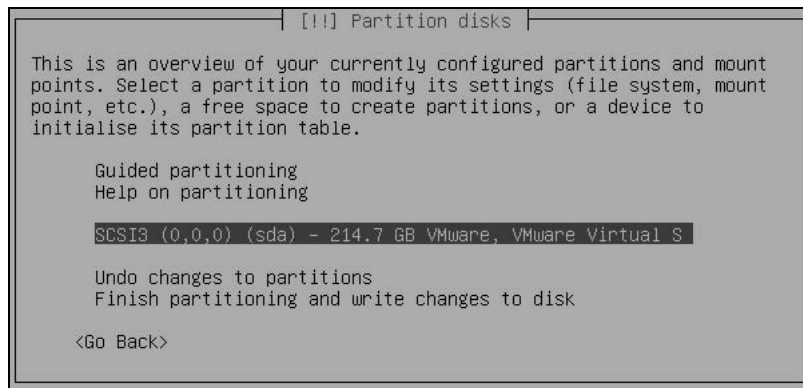 [!!] Partition disks
This is an overview of your currently configured partitions and mount
points. Select a partition to modify its settings (file system, mount
point, etc.), a free space to create partitions, or a device to
initialise its partition table.
Guided partitioning
Help on partitioning
SCSI3 (0,0,0) (sda) - 214.7 GB VMware, VMware Virtual S
Undo changes to partitions
Finish partitioning and write changes to disk
<Go Back>